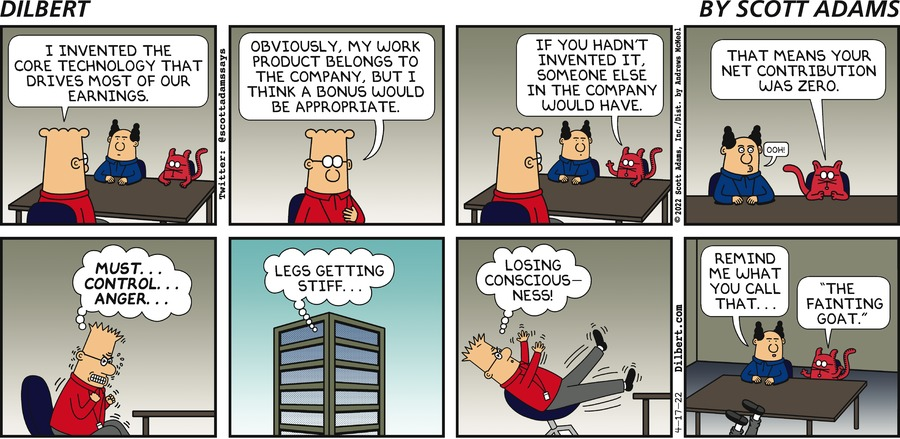 DILBERT
BY SCOTT ADAMS
I INVENTED THE
CORE TECHNOLOGY THAT
DRIVES MOST OF OUR
EARNINGS.
Twitter: @scottadamssays
OBVIOUSLY, MY WORK
PRODUCT BELONGS TO
THE COMPANY, BUT I
THINK A BONUS WOULD
BE APPROPRIATE.
IF YOU HADN'T
INVENTED IT,
SOMEONE ELSE
IN THE COMPANY
WOULD HAVE.
©2022 Scott Adams, Inc./Dist. by Andrews McMeel
THAT MEANS YOUR
NET CONTRIBUTION
WAS ZERO.
OOH!
MUST...
CONTROL...
ANGER...
LEGS GETTING
STIFF...
LOSING
CONSCIOUS-
NESS!
4-17-22 Dilbert.com
REMIND
ME WHAT
YOU CALL
THAT...
"THE
FAINTING
GOAT."